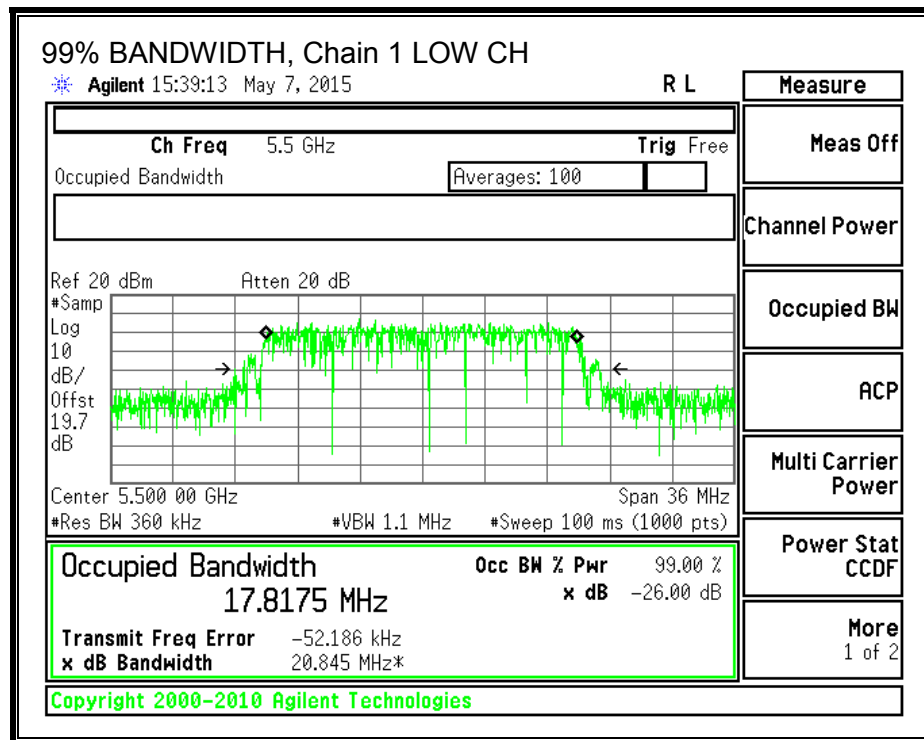 99% BANDWIDTH, Chain 1 LOW CH
Agilent 15:39:13 May 7, 2015 R L
Measure
Ch Freq 5.5 GHz Trig Free
Meas Off
Occupied Bandwidth Averages: 100
Channel Power
Ref 20 dBm Atten 20 dB
#Samp
Log
10
dB/
Offst
19.7
dB
Occupied BW
ACP
Center 5.500 00 GHz Span 36 MHz
#Res BW 360 kHz #VBW 1.1 MHz #Sweep 100 ms (1000 pts)
Multi Carrier
Power
Occupied Bandwidth Occ BW % Pwr 99.00 %
17.8175 MHz x dB -26.00 dB
Transmit Freq Error -52.186 kHz
x dB Bandwidth 20.845 MHz*
Power Stat
CCDF
More
1 of 2
Copyright 2000-2010 Agilent Technologies